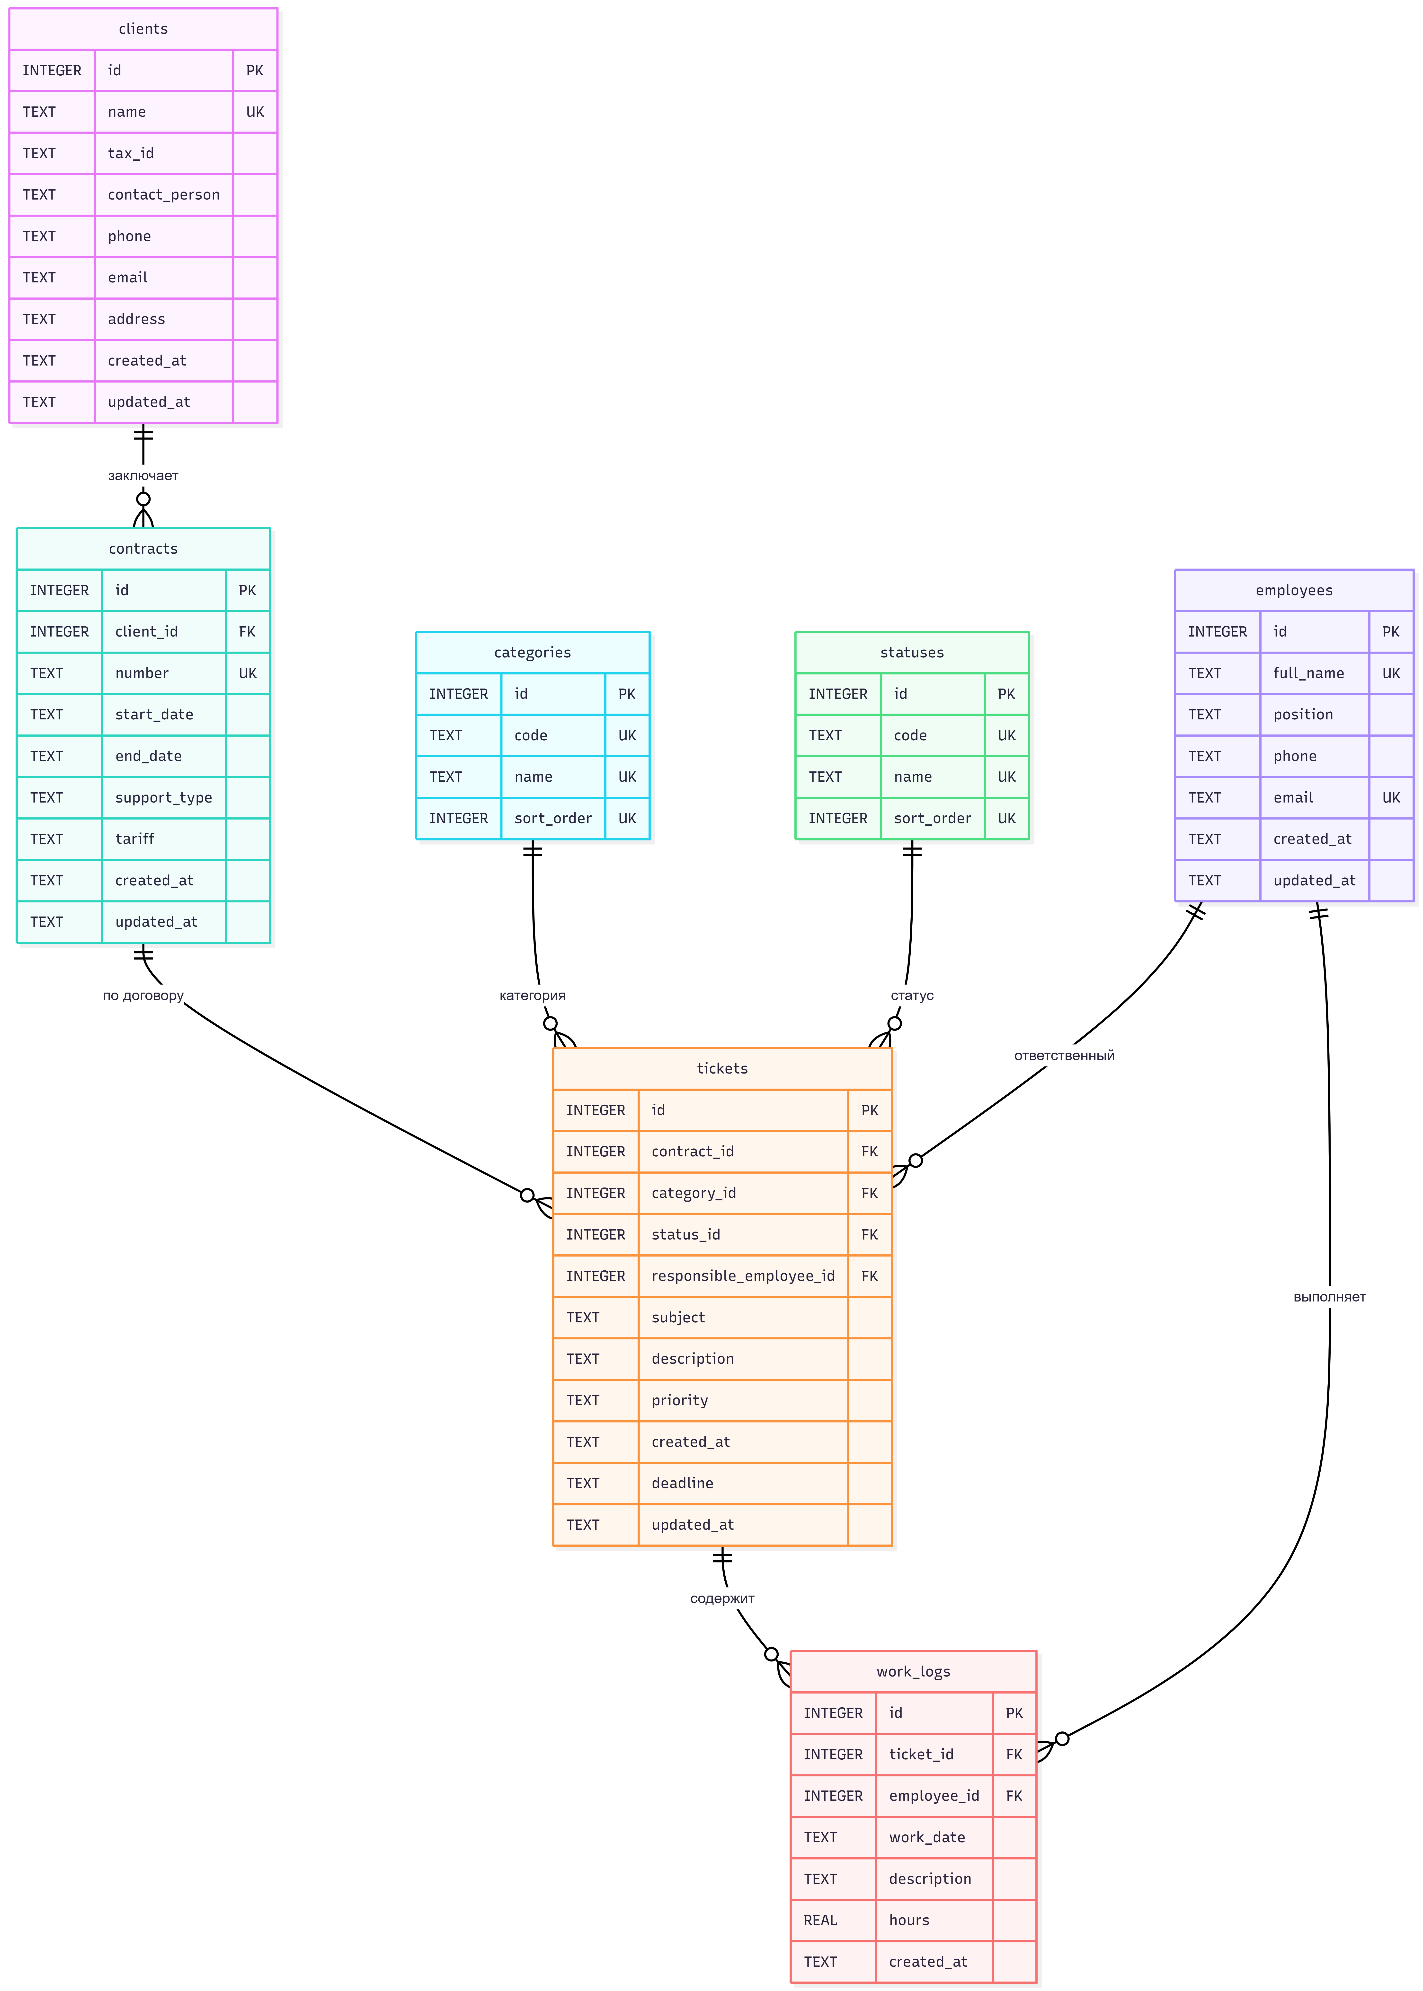 clients
INTEGER id PK
TEXT name UK
TEXT tax_id
TEXT contact_person
TEXT phone
TEXT email
TEXT address
TEXT created_at
TEXT updated_at
заключает
contracts
INTEGER id PK
INTEGER client_id FK
TEXT number UK
TEXT start_date
TEXT end_date
TEXT support_type
TEXT tariff
TEXT created_at
TEXT updated_at
categories
INTEGER id PK
TEXT code UK
TEXT name UK
INTEGER sort_order UK
statuses
INTEGER id PK
TEXT code UK
TEXT name UK
INTEGER sort_order UK
employees
INTEGER id PK
TEXT full_name UK
TEXT position
TEXT phone
TEXT email UK
TEXT created_at
TEXT updated_at
по договору
категория
статус
ответственный
tickets
INTEGER id PK
INTEGER contract_id FK
INTEGER category_id FK
INTEGER status_id FK
INTEGER responsible_employee_id FK
TEXT subject
TEXT description
TEXT priority
TEXT created_at
TEXT deadline
TEXT updated_at
выполняет
содержит
work_logs
INTEGER id PK
INTEGER ticket_id FK
INTEGER employee_id FK
TEXT work_date
TEXT description
REAL hours
TEXT created_at